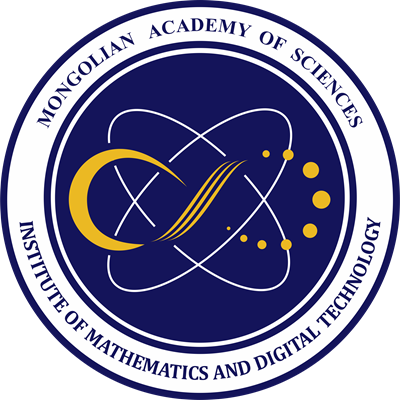 MONGOLIAN ACADEMY OF SCIENCES
INSTITUTE OF MATHEMATICS AND DIGITAL TECHNOLOGY